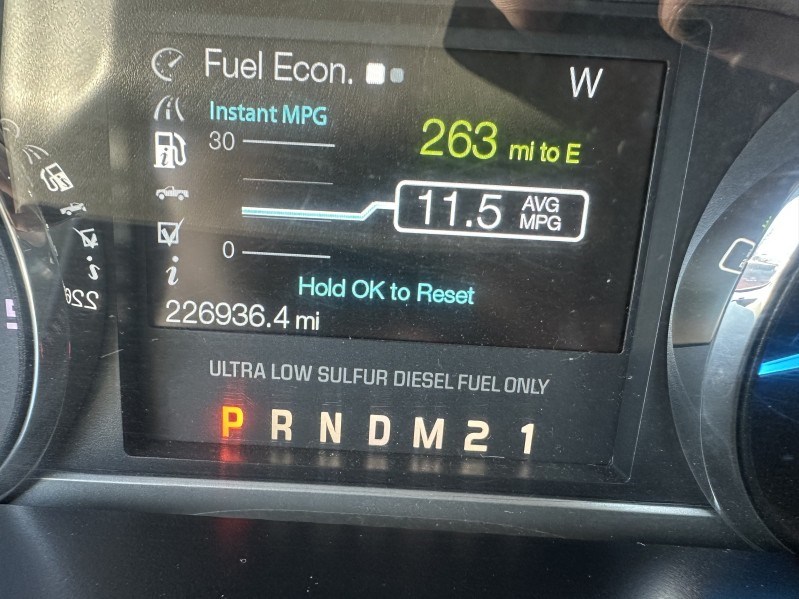 Fuel Econ.
W
Instant MPG
30
263 mi to E
11.5 AVG MPG
0
Hold OK to Reset
226936.4 mi
ULTRA LOW SULFUR DIESEL FUEL ONLY
P R N D M 2 1